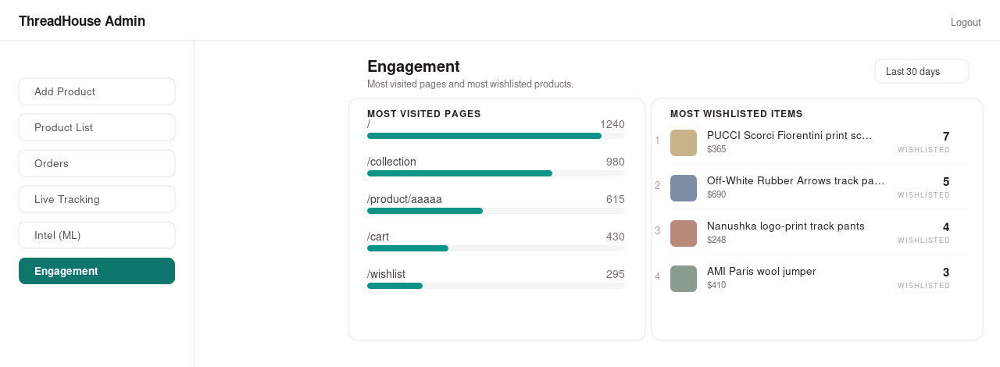 ThreadHouse Admin
Logout
Add Product
Product List
Orders
Live Tracking
Intel (ML)
Engagement
Engagement
Most visited pages and most wishlisted products.
Last 30 days
MOST VISITED PAGES
/ 1240
/collection 980
/product/aaaaa 615
/cart 430
/wishlist 295
MOST WISHLISTED ITEMS
1 PUCCI Scorci Fiorentini print sc... 7
$365 WISHLISTED
2 Off-White Rubber Arrows track pa... 5
$690 WISHLISTED
3 Nanushka logo-print track pants 4
$248 WISHLISTED
4 AMI Paris wool jumper 3
$410 WISHLISTED